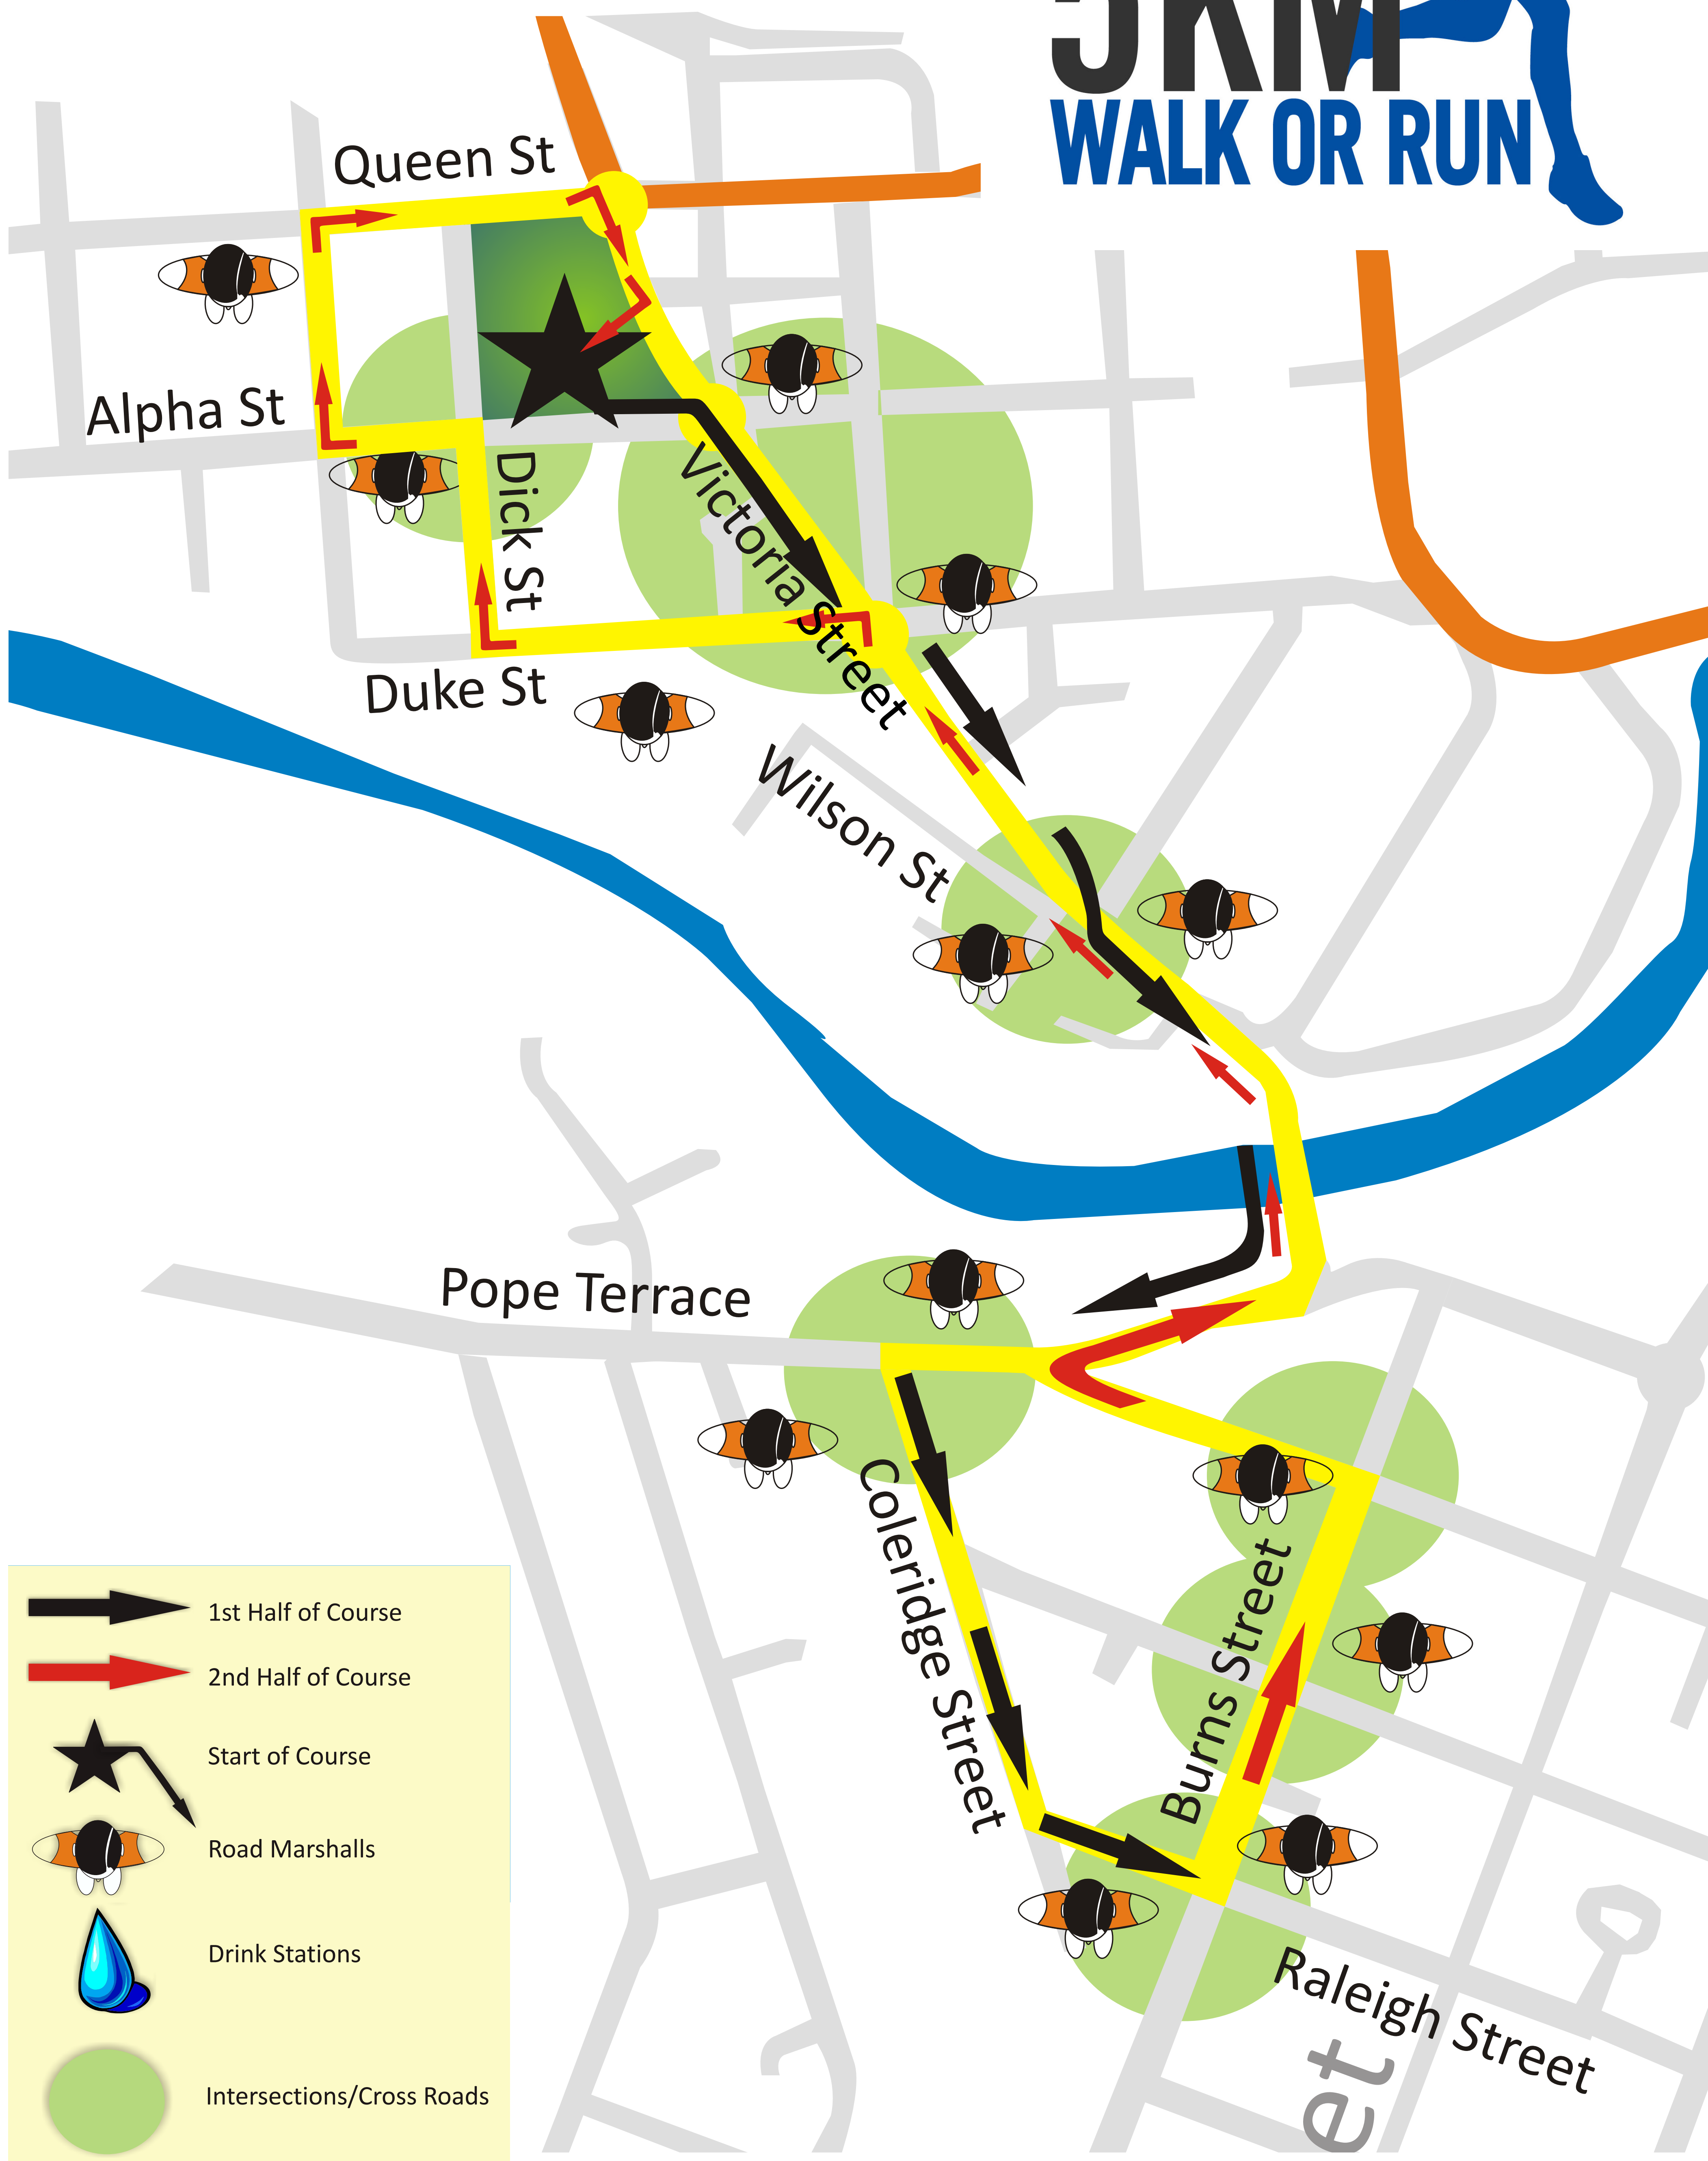 5KM
WALK OR RUN
Queen St
Alpha St
Dick St
Victoria Street
Duke St
Wilson St
Pope Terrace
Coleridge Street
Burns Street
Raleigh Street
et
1st Half of Course
2nd Half of Course
Start of Course
Road Marshalls
Drink Stations
Intersections/Cross Roads